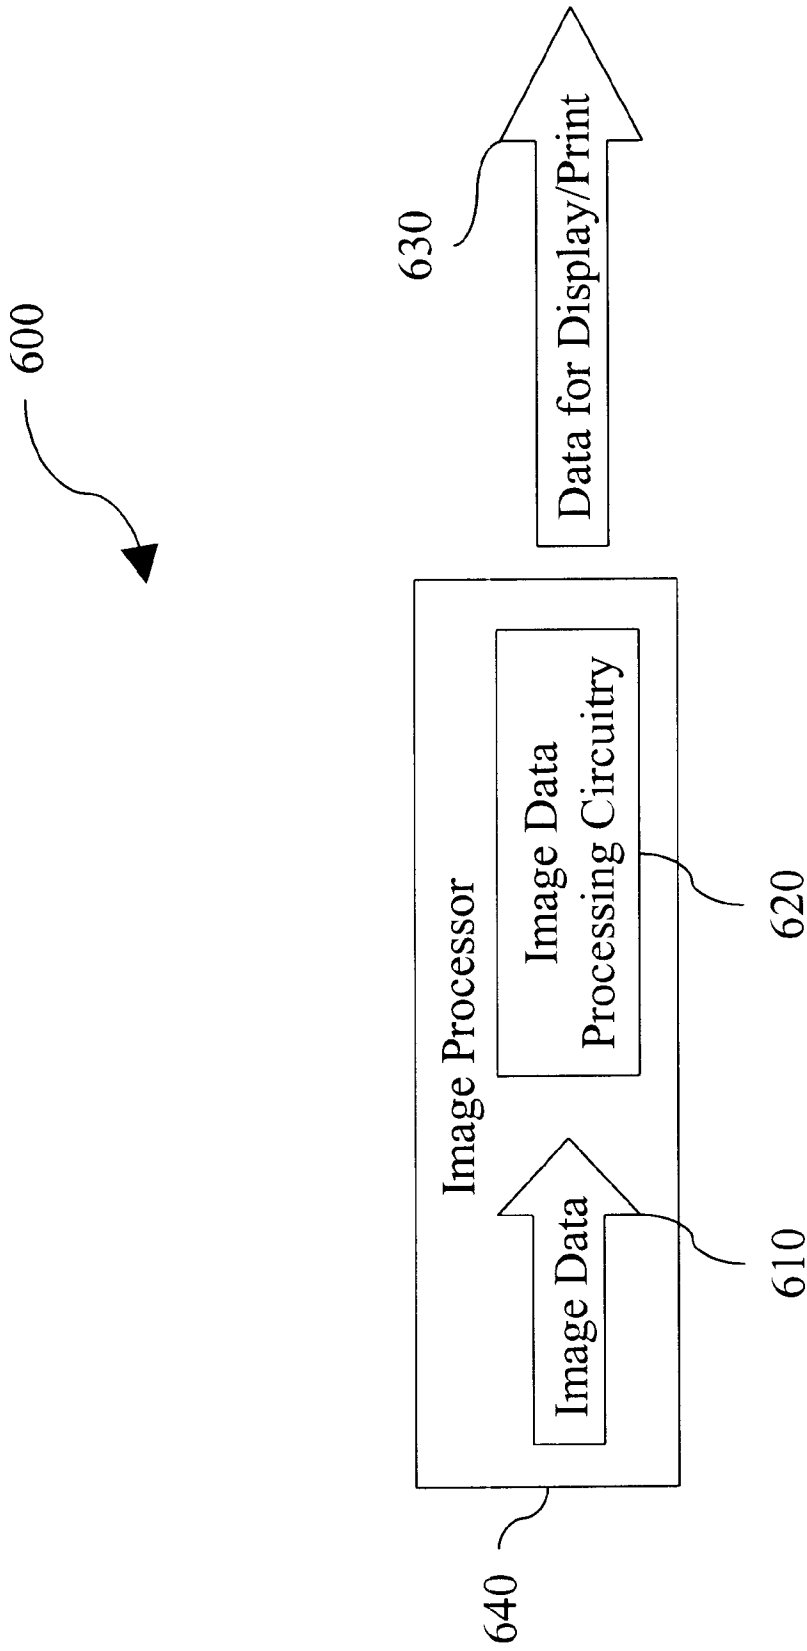 600
630
Data for Display/Print
Image Processor
Image Data
Processing Circuitry
Image Data
640
610
620